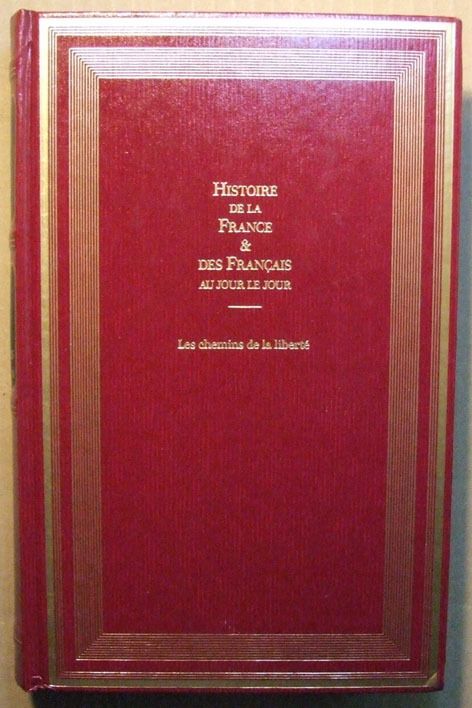 HISTOIRE
DE LA
FRANCE
&
DES FRANÇAIS
AU JOUR LE JOUR
Les chemins de la liberté